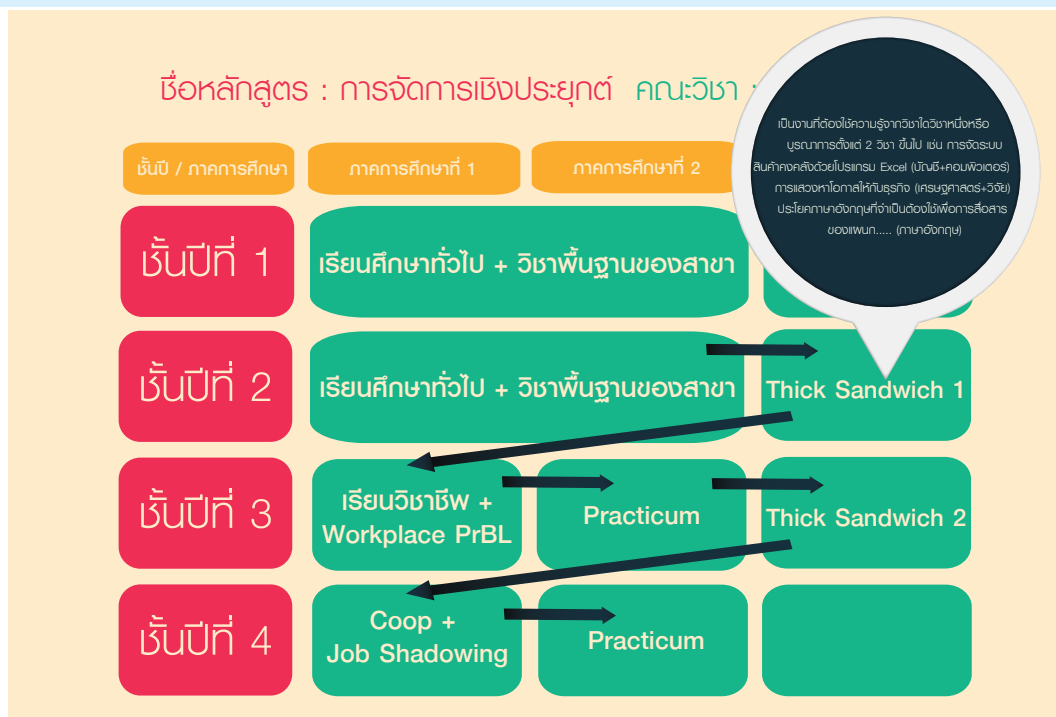 ชื่อหลักสูตร : การจัดการเชิงประยุกต์ คณะวิชา :
เป็นงานที่ต้องใช้ความรู้จากวิชาใดวิชาหนึ่งหรือ
บูรณาการตั้งแต่ 2 วิชา ขึ้นไป เช่น การจัดระบบ
สินค้าคงคลังด้วยโปรแกรม Excel (บัญชี+คอมพิวเตอร์)
การแสวงหาโอกาสให้กับธุรกิจ (เศรษฐศาสตร์+วิจัย)
ประโยคภาษาอังกฤษที่จำเป็นต้องใช้เพื่อการสื่อสาร
ของแผนก..... (ภาษาอังกฤษ)
ชั้นปี / ภาคการศึกษา
ภาคการศึกษาที่ 1
ภาคการศึกษาที่ 2
ชั้นปีที่ 1
เรียนศึกษาทั่วไป + วิชาพื้นฐานของสาขา
ชั้นปีที่ 2
เรียนศึกษาทั่วไป + วิชาพื้นฐานของสาขา
Thick Sandwich 1
ชั้นปีที่ 3
เรียนวิชาชีพ +
Workplace PrBL
Practicum
Thick Sandwich 2
ชั้นปีที่ 4
Coop +
Job Shadowing
Practicum